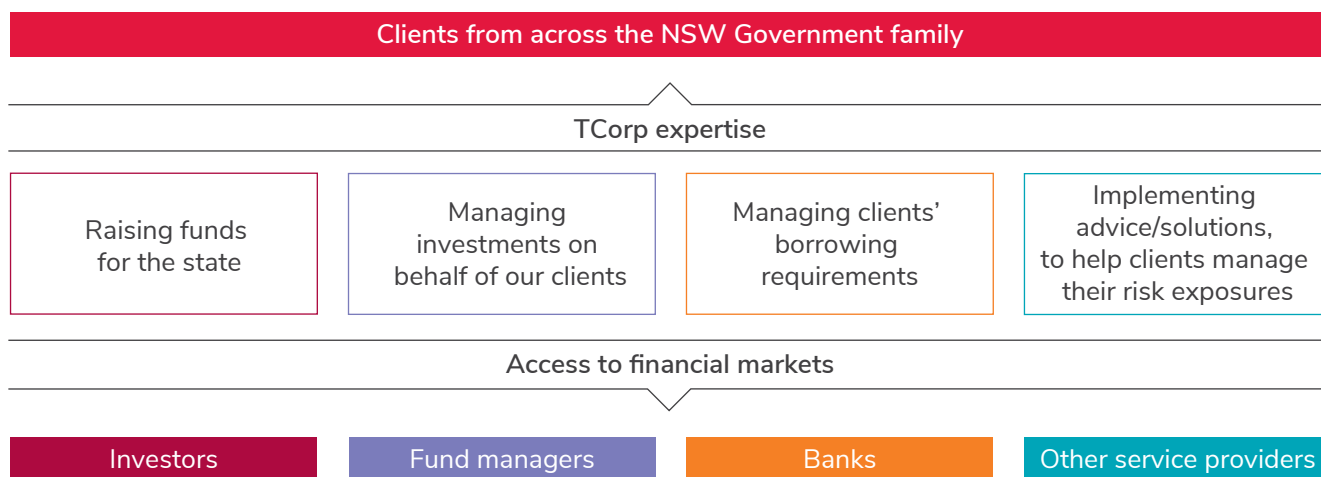 Clients from across the NSW Government family
TCorp expertise
Raising funds
for the state
Managing
investments on
behalf of our clients
Managing clients’
borrowing
requirements
Implementing
advice/solutions,
to help clients manage
their risk exposures
Access to financial markets
Investors
Fund managers
Banks
Other service providers